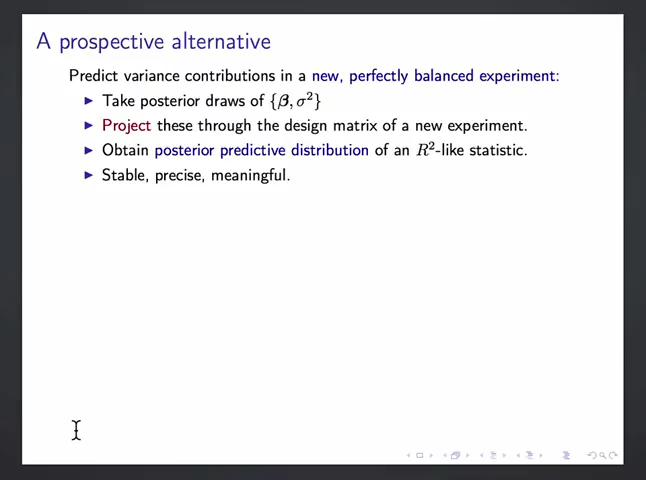 A prospective alternative
Predict variance contributions in a new, perfectly balanced experiment:
▶ Take posterior draws of {β, σ²}
▶ Project these through the design matrix of a new experiment.
▶ Obtain posterior predictive distribution of an R²-like statistic.
▶ Stable, precise, meaningful.